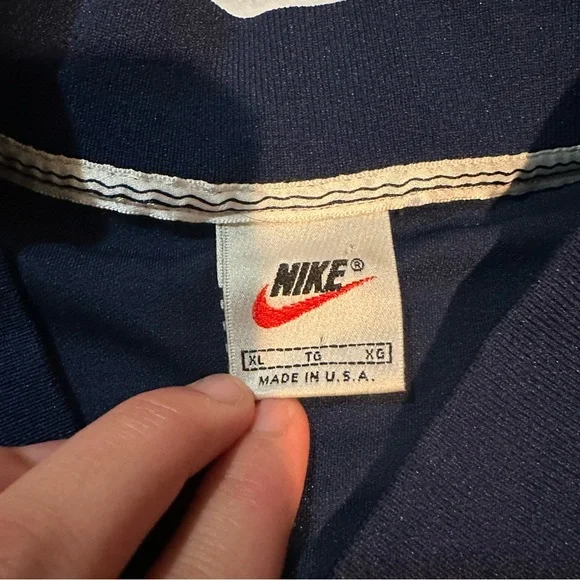 NIKE®
XL TG XG
MADE IN U.S.A.